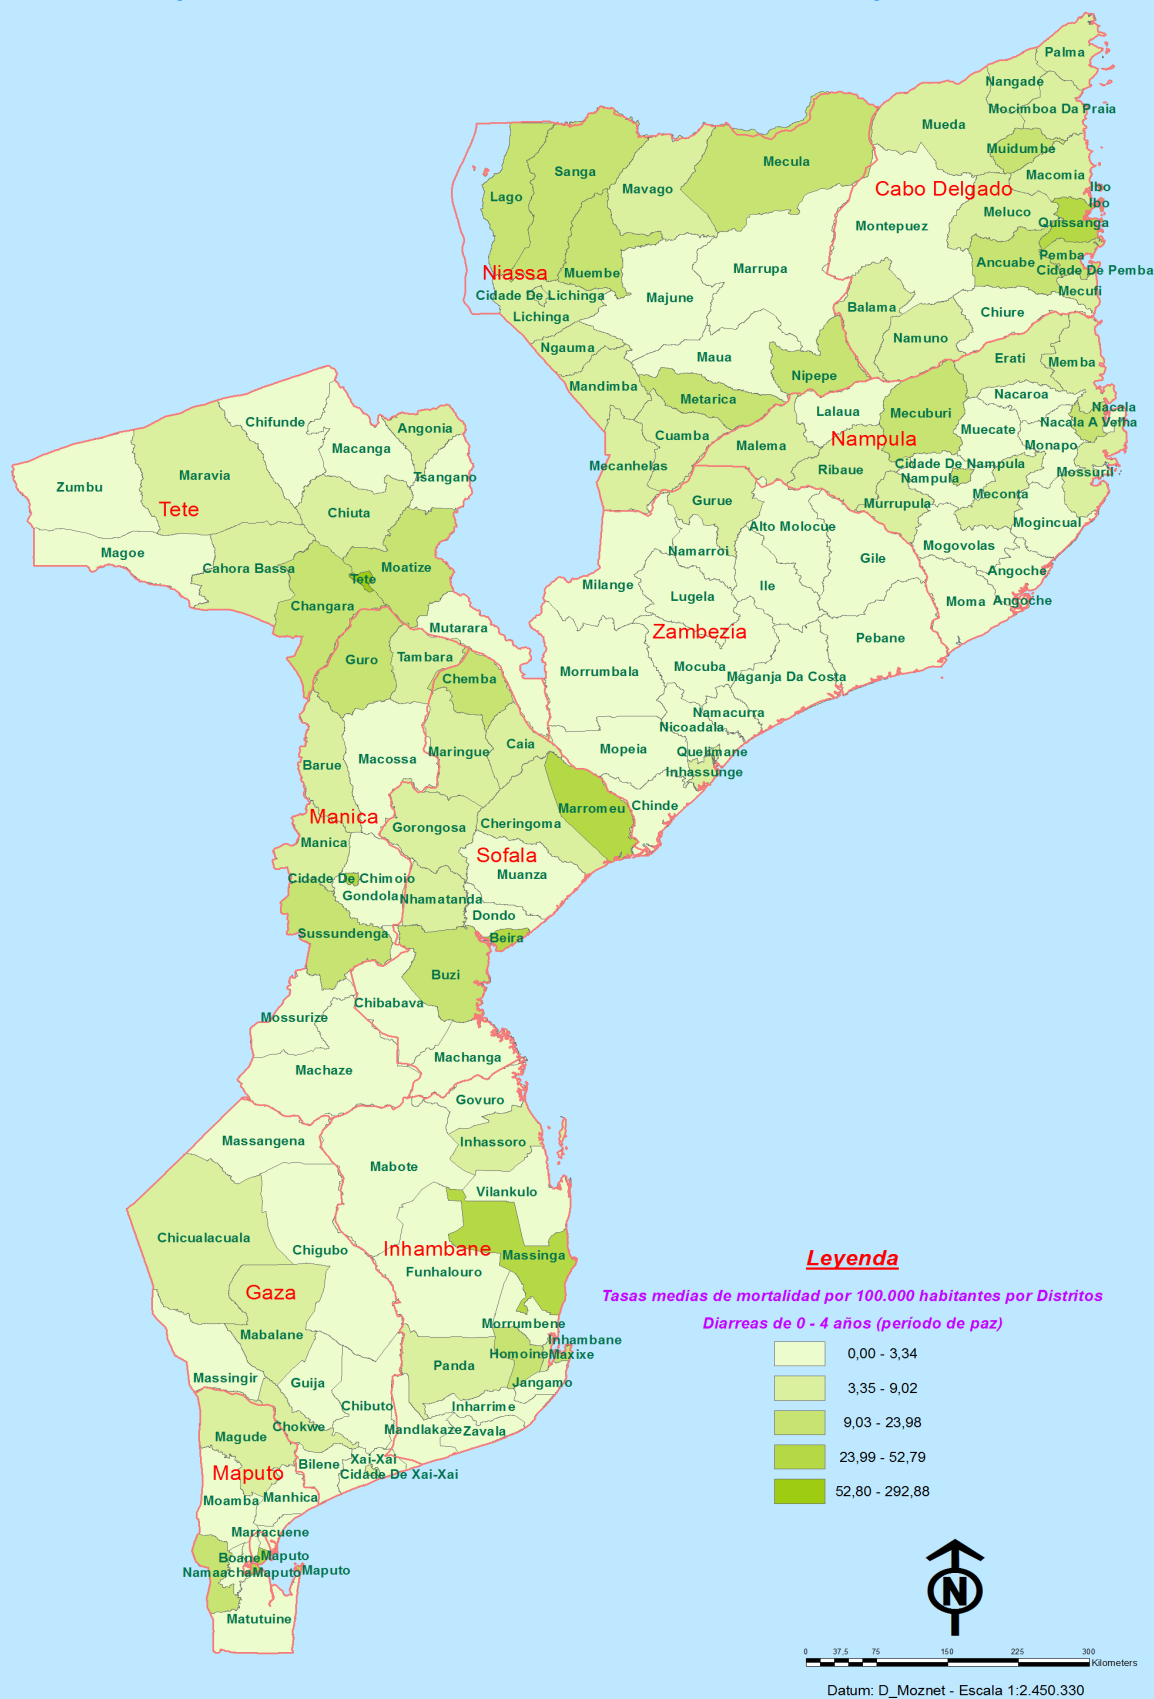 Palma
Nangade
Mocimboa Da Praia
Mueda
Muidumbe
Mecula
Sanga
Macomia
Mavago
Cabo Delgado
Ibo
Lago
Ibo
Meluco
Quissanga
Montepuez
Pemba
Ancuabe
Marrupa
Cidade De Pemba
Niassa
Muembe
Mecufi
Cidade De Lichinga
Majune
Balama
Chiure
Lichinga
Namuno
Ngauma
Maua
Erati
Memba
Nipepe
Mandimba
Nacaroa
Metarica
Nacala
Lalaua
Mecuburi
Chifunde
Nacala A Velha
Angonia
Muecate
Cuamba
Nampula
Malema
Monapo
Macanga
Cidade De Nampula
Mecanhelas
Ribaue
Mossuril
Maravia
Tsangano
Nampula
Zumbu
Meconta
Gurue
Murrupula
Tete
Chiuta
Mogincual
Alto Molocue
Mogovolas
Magoe
Namarroi
Gile
Cahora Bassa
Moatize
Angoche
Tete
Milange
Ile
Lugela
Moma
Angoche
Changara
Mutarara
Zambezia
Pebane
Guro
Tambara
Mocuba
Morrumbala
Maganja Da Costa
Chemba
Namacurra
Nicoadala
Caia
Mopeia
Maringue
Quelimane
Macossa
Barue
Inhassunge
Chinde
Marromeu
Manica
Cheringoma
Gorongosa
Manica
Sofala
Muanza
Cidade De Chimoio
Gondola
Nhamatanda
Dondo
Sussundenga
Beira
Buzi
Chibabava
Mossurize
Machanga
Machaze
Govuro
Massangena
Inhassoro
Mabote
Vilankulo
Chicualacuala
Chigubo
Inhambane
Massinga
Funhalouro
Gaza
Morrumbene
Mabalane
Inhambane
Homoine
Maxixe
Panda
Massingir
Guija
Jangamo
Chibuto
Inharrime
Chokwe
Mandlakaze
Zavala
Magude
Xai-Xai
Bilene
Maputo
Cidade De Xai-Xai
Moamba
Manhica
Marracuene
Boane
Maputo
Namaacha
Maputo
Maputo
Matutuine
Leyenda
Tasas medias de mortalidad por 100.000 habitantes por Distritos
Diarreas de 0 - 4 años (período de paz)
0,00 - 3,34
3,35 - 9,02
9,03 - 23,98
23,99 - 52,79
52,80 - 292,88
N
0 37,5 75 150 225 300
Kilometers
Datum: D_Moznet - Escala 1:2.450.330